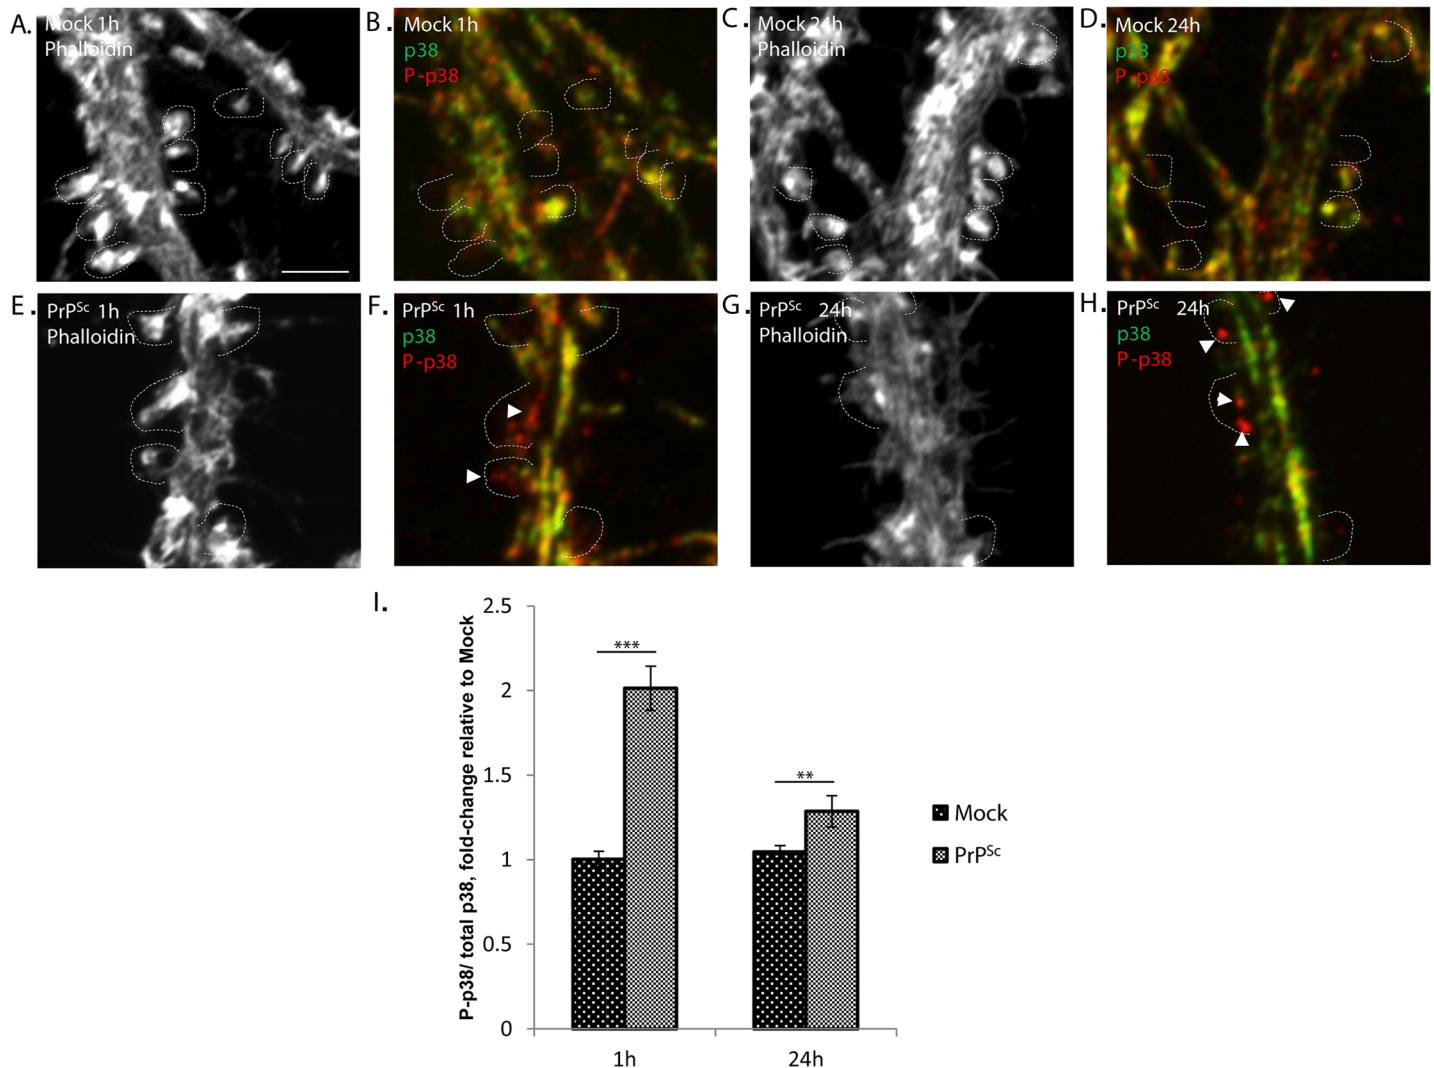 A.
Mock 1h
Phalloidin
B.
Mock 1h
p38
P-p38
C.
Mock 24h
Phalloidin
D.
Mock 24h
p38
P-p38
E.
PrPSc 1h
Phalloidin
F.
PrPSc 1h
p38
P-p38
G.
PrPSc 24h
Phalloidin
H.
PrPSc 24h
p38
P-p38
I.
P-p38/ total p38, fold-change relative to Mock
2.5
2
1.5
1
0.5
0
***
**
1h
24h
Mock
PrPSc